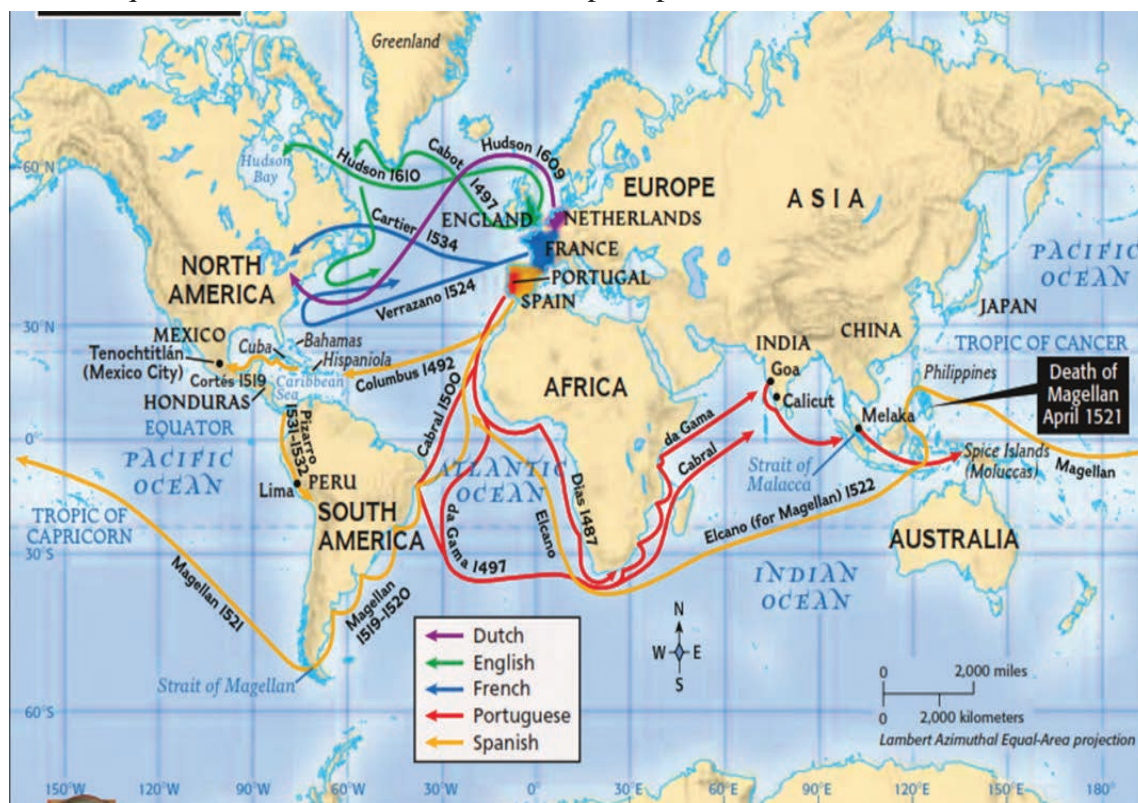 Greenland
60°N
Hudson
Bay
Hudson 1610
Cabot 1497
Hudson 1609
EUROPE
ASIA
ENGLAND
NETHERLANDS
Cartier 1534
FRANCE
PACIFIC
OCEAN
NORTH
AMERICA
PORTUGAL
Verrazano 1524
SPAIN
JAPAN
30°N
MEXICO
Bahamas
CHINA
Tenochtitlán
(Mexico City)
Cuba
Hispaniola
INDIA
TROPIC OF CANCER
Goa
Philippines
Death of
Magellan
April 1521
Cortés 1519
Caribbean
Sea
Columbus 1492
AFRICA
HONDURAS
Calicut
Melaka
EQUATOR
Pizarro
1531–1532
Cabral 1500
da Gama
Cabral
0°
PACIFIC
OCEAN
ATLANTIC
OCEAN
Strait of
Malacca
Spice Islands
(Moluccas)
Magellan
Lima
PERU
Dias 1487
Elcano (for Magellan) 1522
TROPIC OF
CAPRICORN
SOUTH
AMERICA
Da Gama 1497
Elcano
AUSTRALIA
30°S
Magellan 1521
Magellan
1519–1520
INDIAN
OCEAN
N
W E
S
Strait of Magellan
Dutch
English
French
Portuguese
Spanish
0 2,000 miles
0 2,000 kilometers
Lambert Azimuthal Equal-Area projection
60°S
150°W 120°W 90°W 60°W 30°W 0° 30°E 60°E 90°E 120°E 150°E 180°